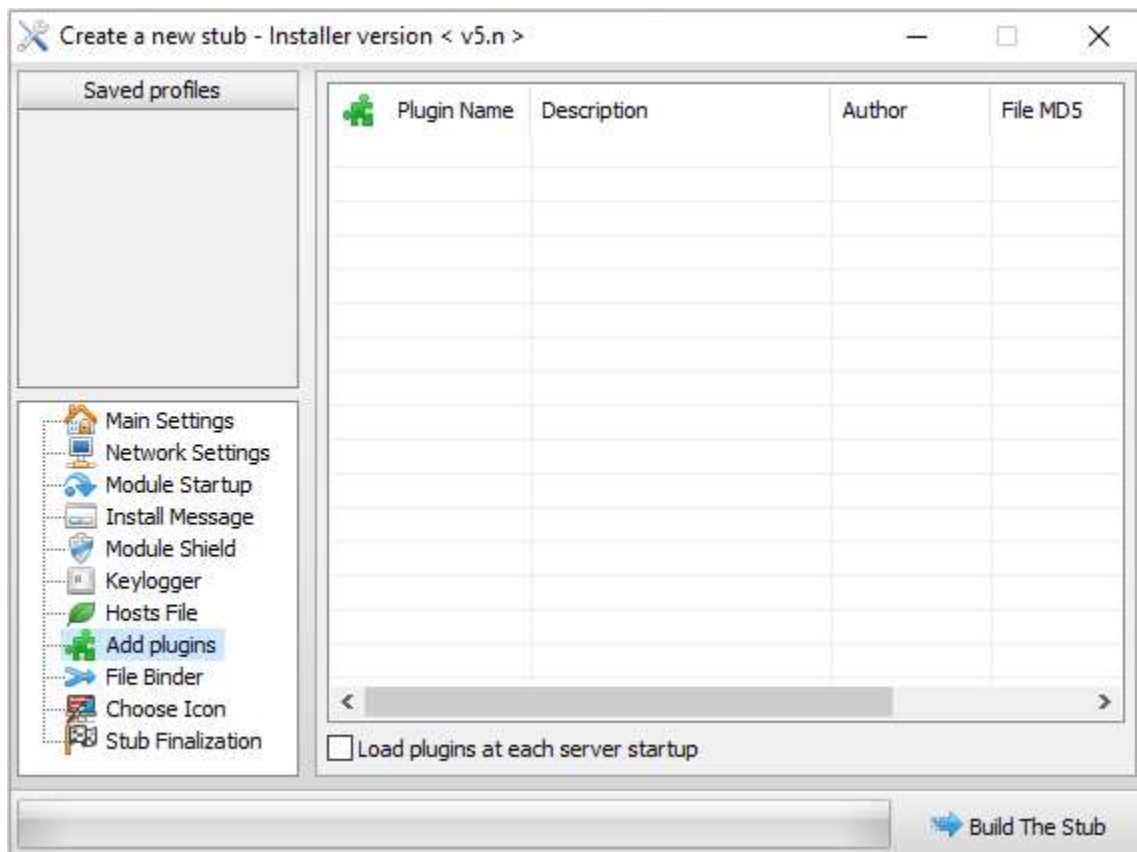 Create a new stub - Installer version < v5.n >
Saved profiles
Plugin Name Description Author File MD5
Main Settings
Network Settings
Module Startup
Install Message
Module Shield
Keylogger
Hosts File
Add plugins
File Binder
Choose Icon
Stub Finalization
Load plugins at each server startup
Build The Stub